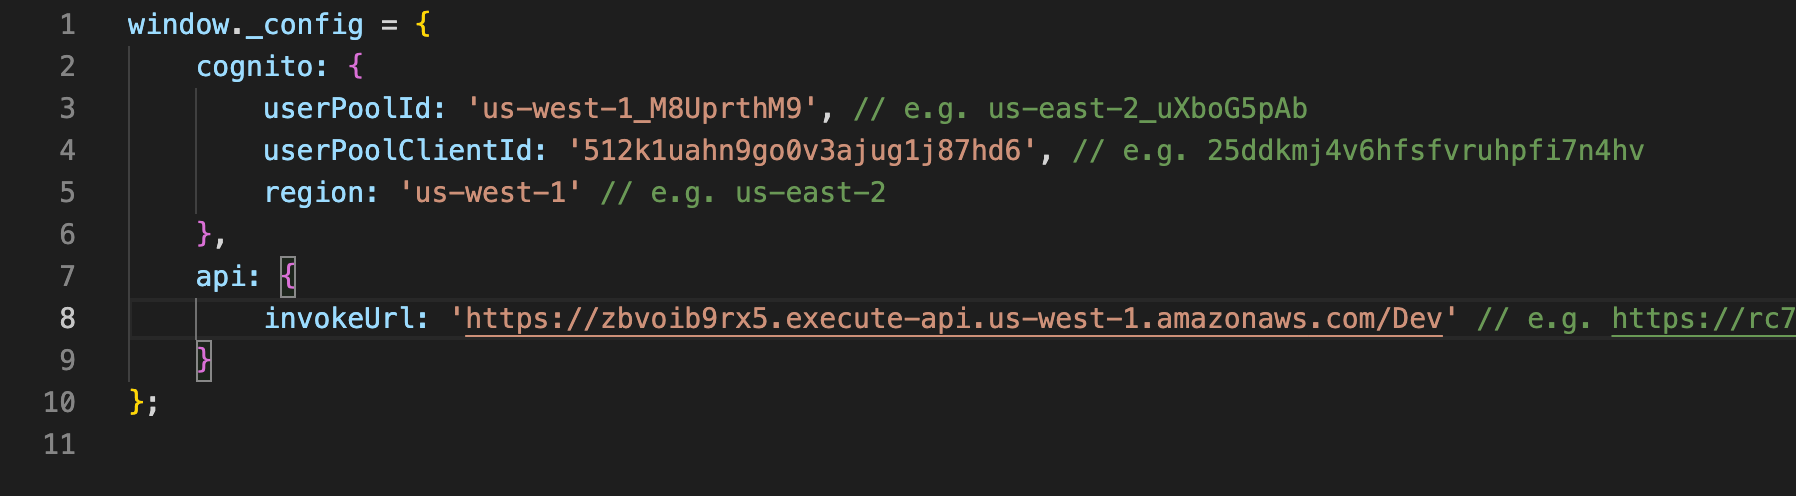 1 window._config = {
2 cognito: {
3 userPoolId: 'us-west-1_M8UprthM9', // e.g. us-east-2_uXboG5pAb
4 userPoolClientId: '512k1uahn9go0v3ajug1j87hd6', // e.g. 25ddkmj4v6hfsfvruhpfi7n4hv
5 region: 'us-west-1' // e.g. us-east-2
6 },
7 api: {
8 invokeUrl: 'https://zbvoib9rx5.execute-api.us-west-1.amazonaws.com/Dev' // e.g. https://rc7
9 }
10 };
11